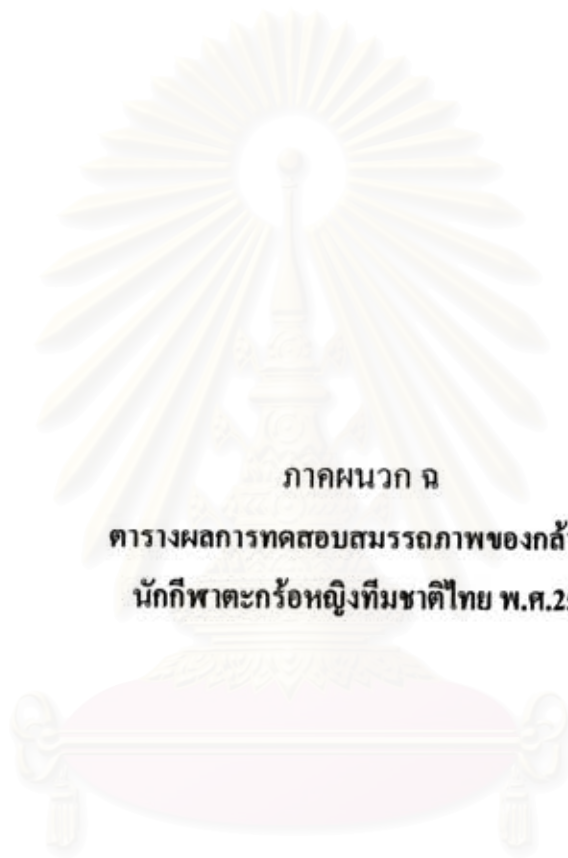 ภาคผนวก ฉ
ตารางผลการทดสอบสมรรถภาพของกล้
นักกีฬาตะกร้อหญิงทีมชาติไทย พ.ศ.2